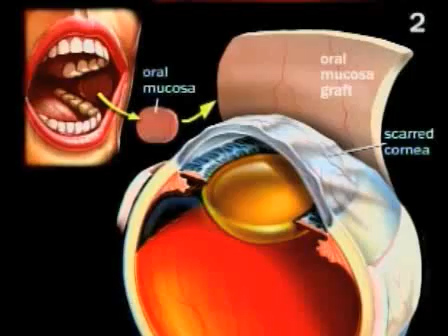 2
oral
mucosa
oral
mucosa
graft
scarred
cornea